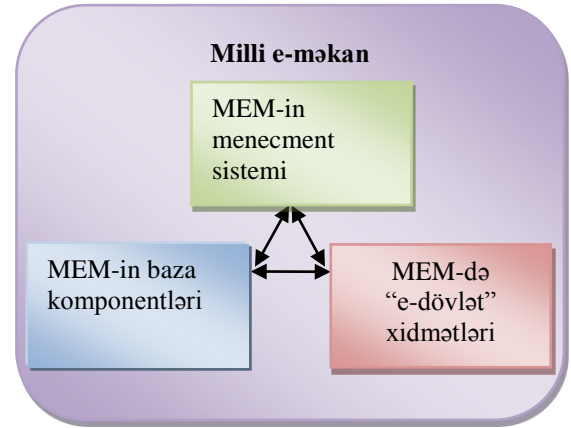 Milli e-məkan
MEM-in
menecment
sistemi
MEM-in baza
komponentləri
MEM-də
“e-dövlət”
xidmətləri